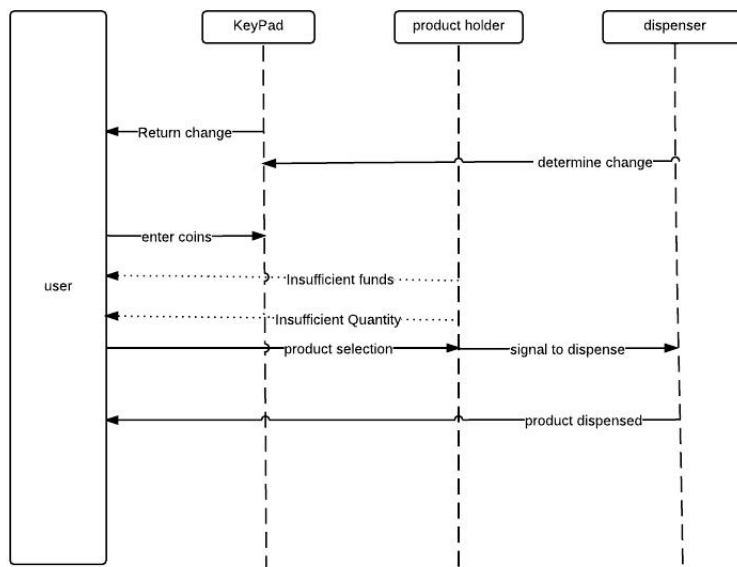 KeyPad
product holder
dispenser
Return change
determine change
enter coins
user
Insufficient funds
Insufficient Quantity
product selection
signal to dispense
product dispensed